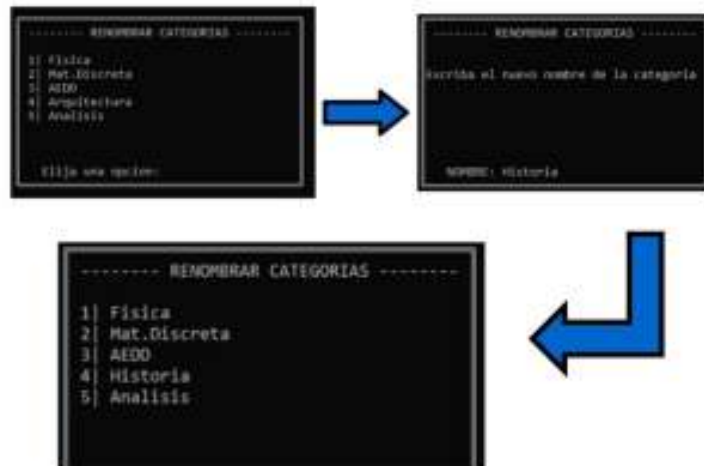 -------- RENOMBRAR CATEGORIAS --------
1| Fisica
2| Mat.Discreta
3| AEDD
4| Arquitectura
5| Analisis
Elija una opcion:
-------- RENOMBRAR CATEGORIAS --------
Escriba el nuevo nombre de la categoria
NOMBRE: Historia
-------- RENOMBRAR CATEGORIAS --------
1| Fisica
2| Mat.Discreta
3| AEDD
4| Historia
5| Analisis